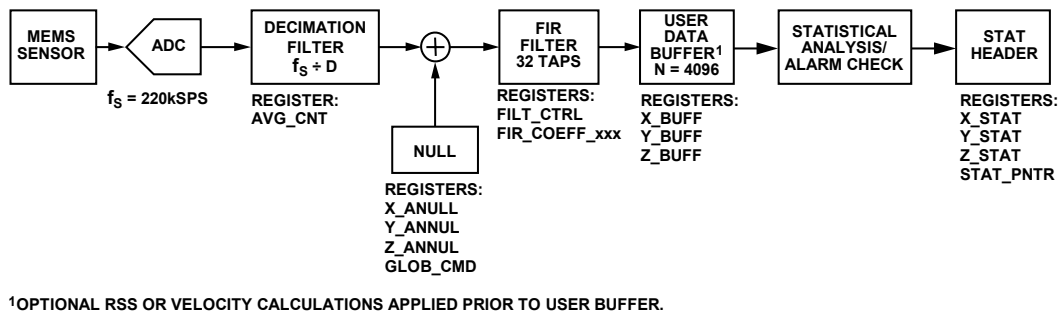 MEMS
SENSOR
ADC
fS = 220kSPS
DECIMATION
FILTER
fS ÷ D
REGISTER:
AVG_CNT
NULL
REGISTERS:
X_ANULL
Y_ANNUL
Z_ANNUL
GLOB_CMD
FIR
FILTER
32 TAPS
REGISTERS:
FILT_CTRL
FIR_COEFF_xxx
USER
DATA
BUFFER1
N = 4096
REGISTERS:
X_BUFF
Y_BUFF
Z_BUFF
STATISTICAL
ANALYSIS/
ALARM CHECK
STAT
HEADER
REGISTERS:
X_STAT
Y_STAT
Z_STAT
STAT_PNTR
1OPTIONAL RSS OR VELOCITY CALCULATIONS APPLIED PRIOR TO USER BUFFER.